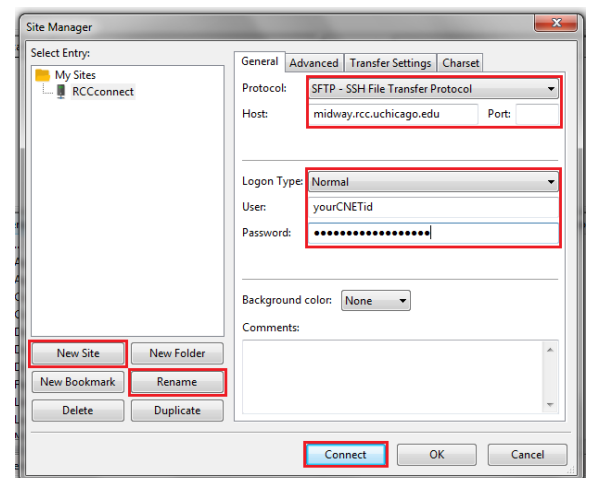 Site Manager
Select Entry:
My Sites
RCCconnect
New Site
New Folder
New Bookmark
Rename
Delete
Duplicate
General
Advanced
Transfer Settings
Charset
Protocol:
SFTP - SSH File Transfer Protocol
Host:
midway.rcc.uchicago.edu
Port:
Logon Type:
Normal
User:
yourCNETid
Password:
••••••••••••••••••
Background color:
None
Comments:
Connect
OK
Cancel